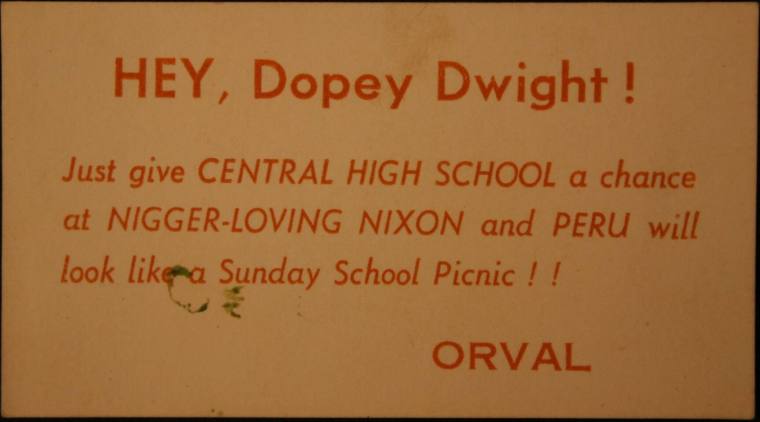 HEY, Dopey Dwight !
Just give CENTRAL HIGH SCHOOL a chance
at NIGGER-LOVING NIXON and PERU will
look like a Sunday School Picnic ! !
ORVAL